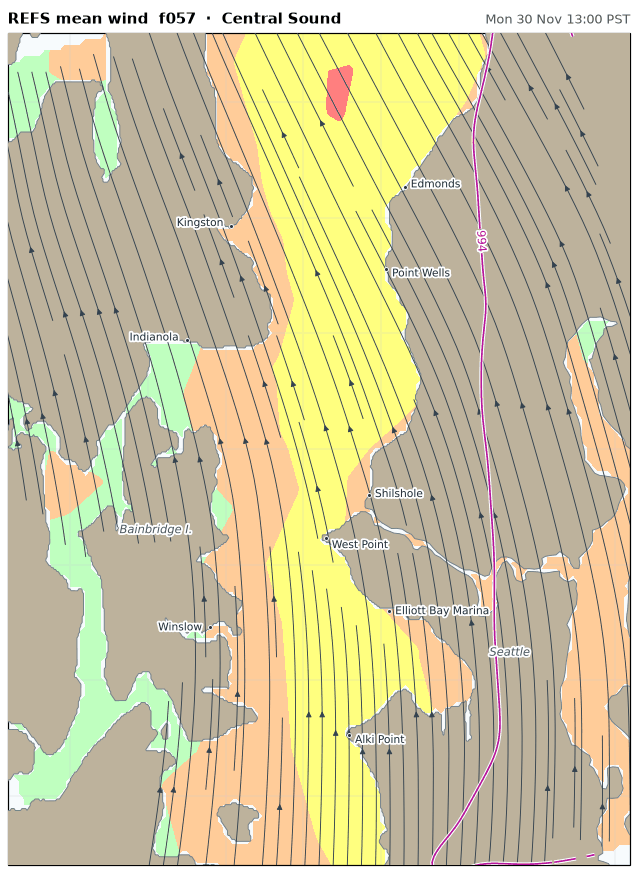 REFS mean wind f057 · Central Sound
Mon 30 Nov 13:00 PST
Edmonds
Kingston
994
Point Wells
Indianola
Shilshole
Bainbridge I.
West Point
Elliott Bay Marina
Winslow
Seattle
Alki Point